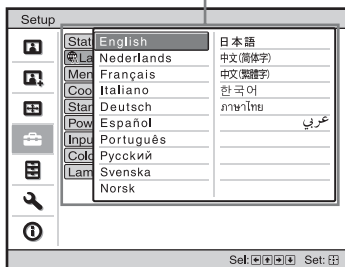 Setup
Stat
La
Men
Coo
Star
Pow
Inpu
Colo
Lam
English
Nederlands
Français
Italiano
Deutsch
Español
Português
Русский
Svenska
Norsk
日本語
中文(简体字)
中文(繁體字)
한국어
ภาษาไทย
عربي
Sel: Set: